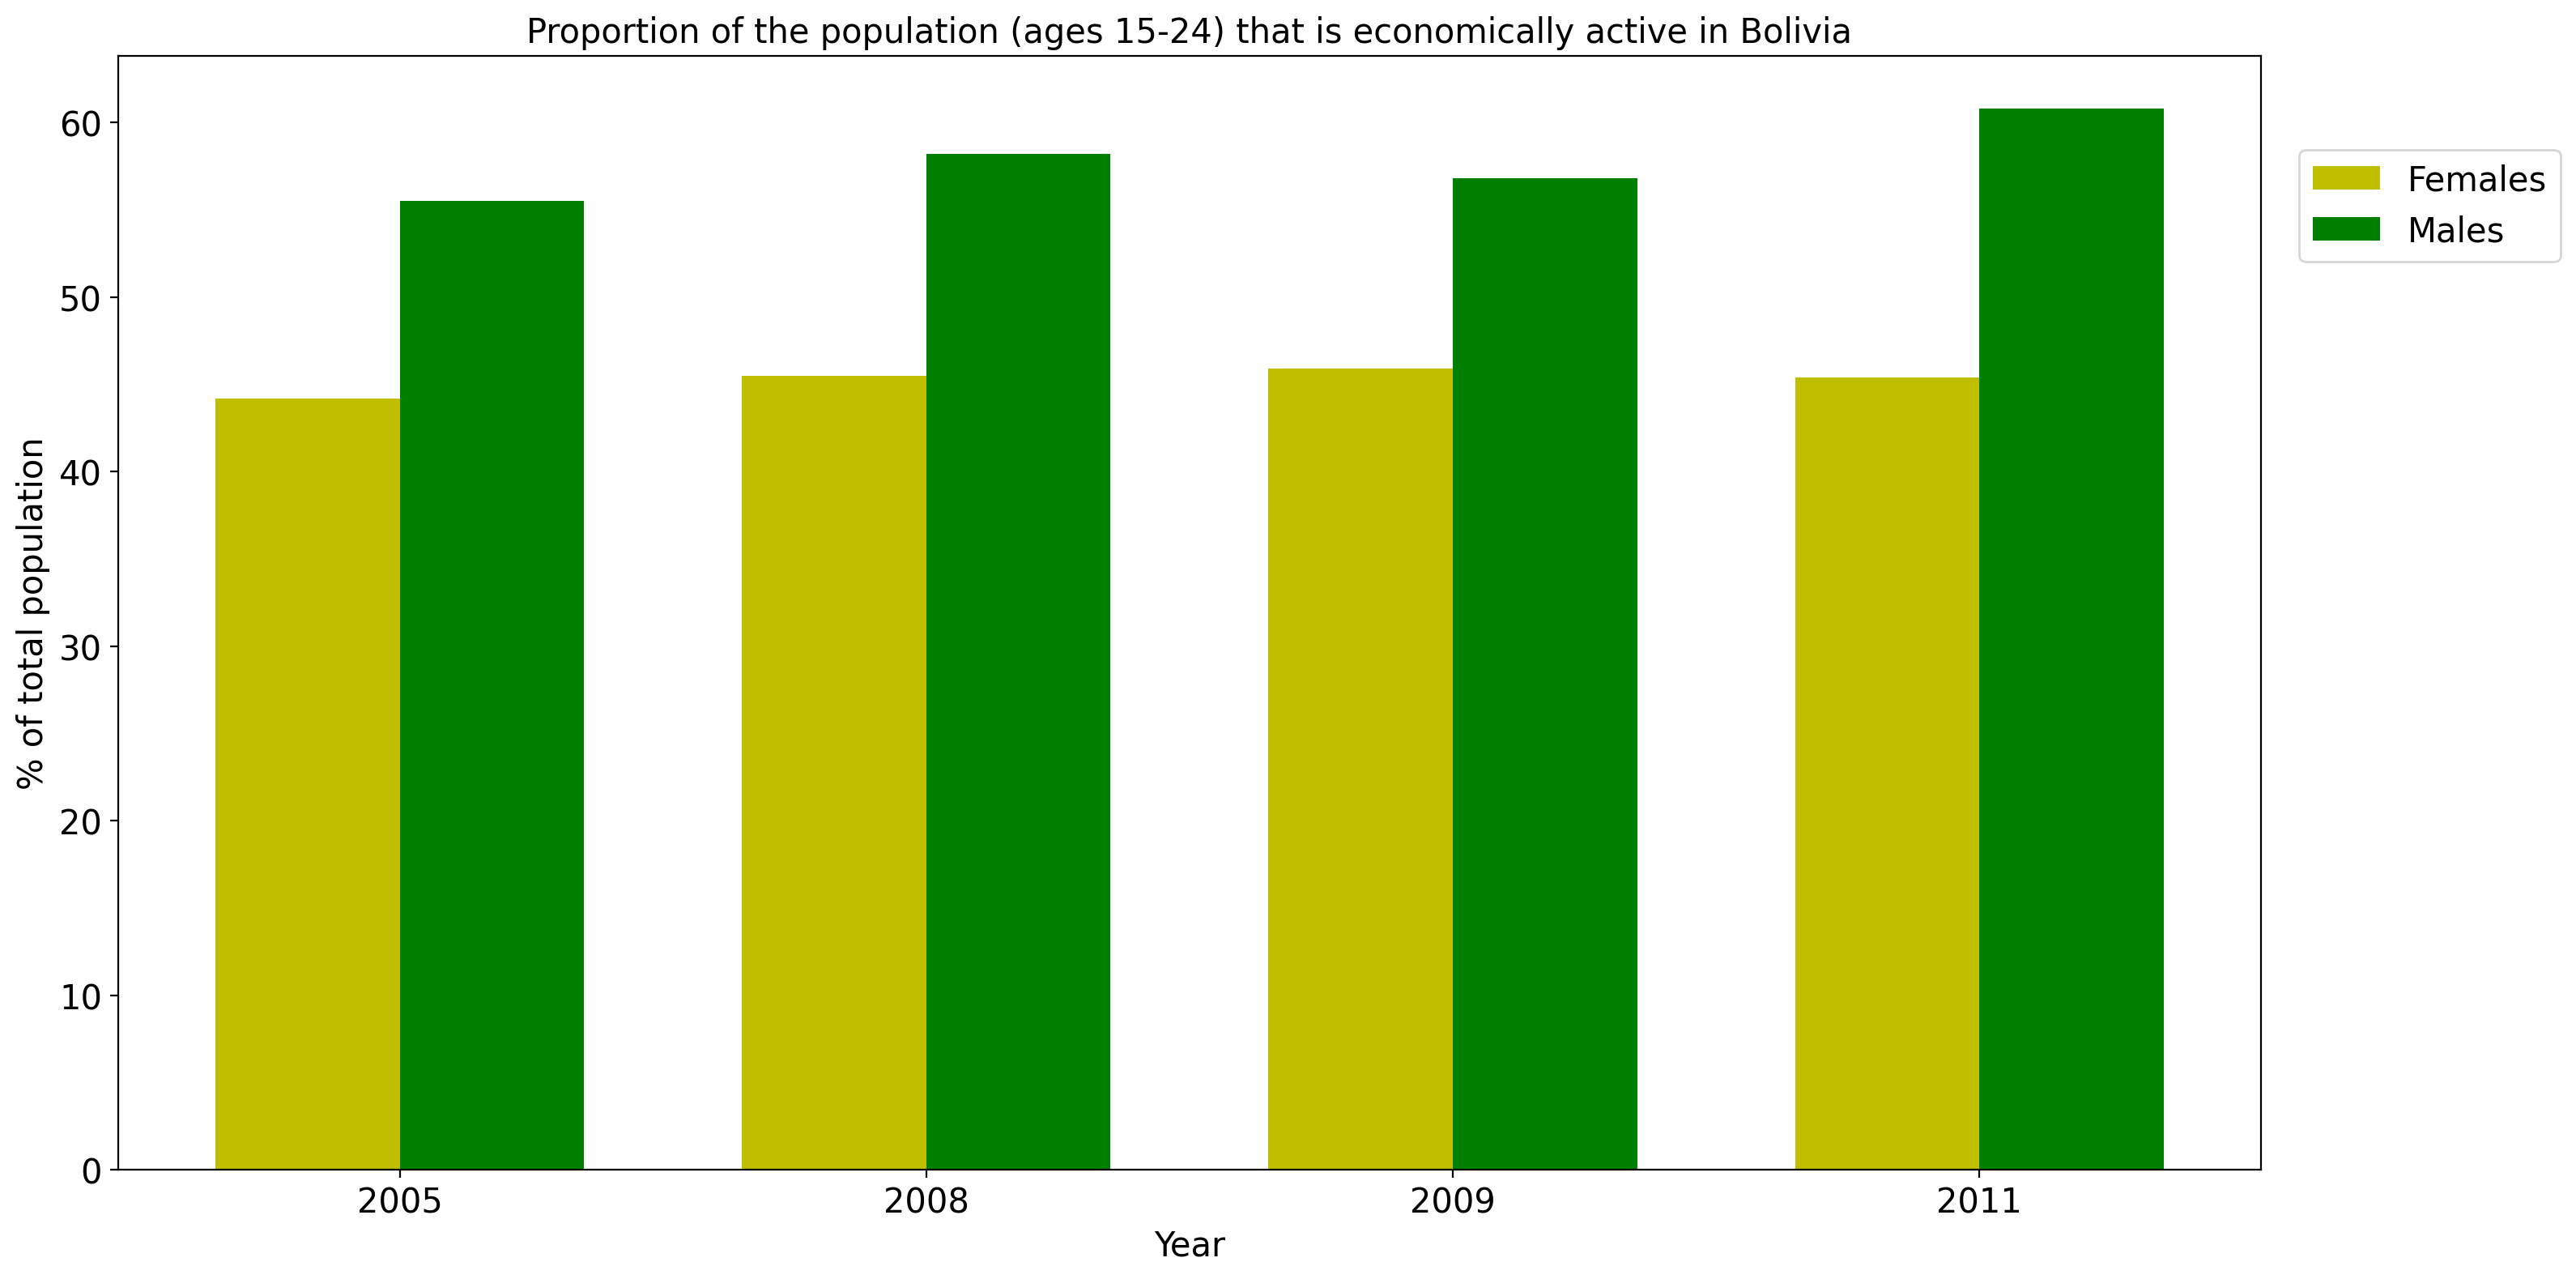 Proportion of the population (ages 15-24) that is economically active in Bolivia
% of total population
60
50
40
30
20
10
0
2005 2008 2009 2011
Year
Females
Males